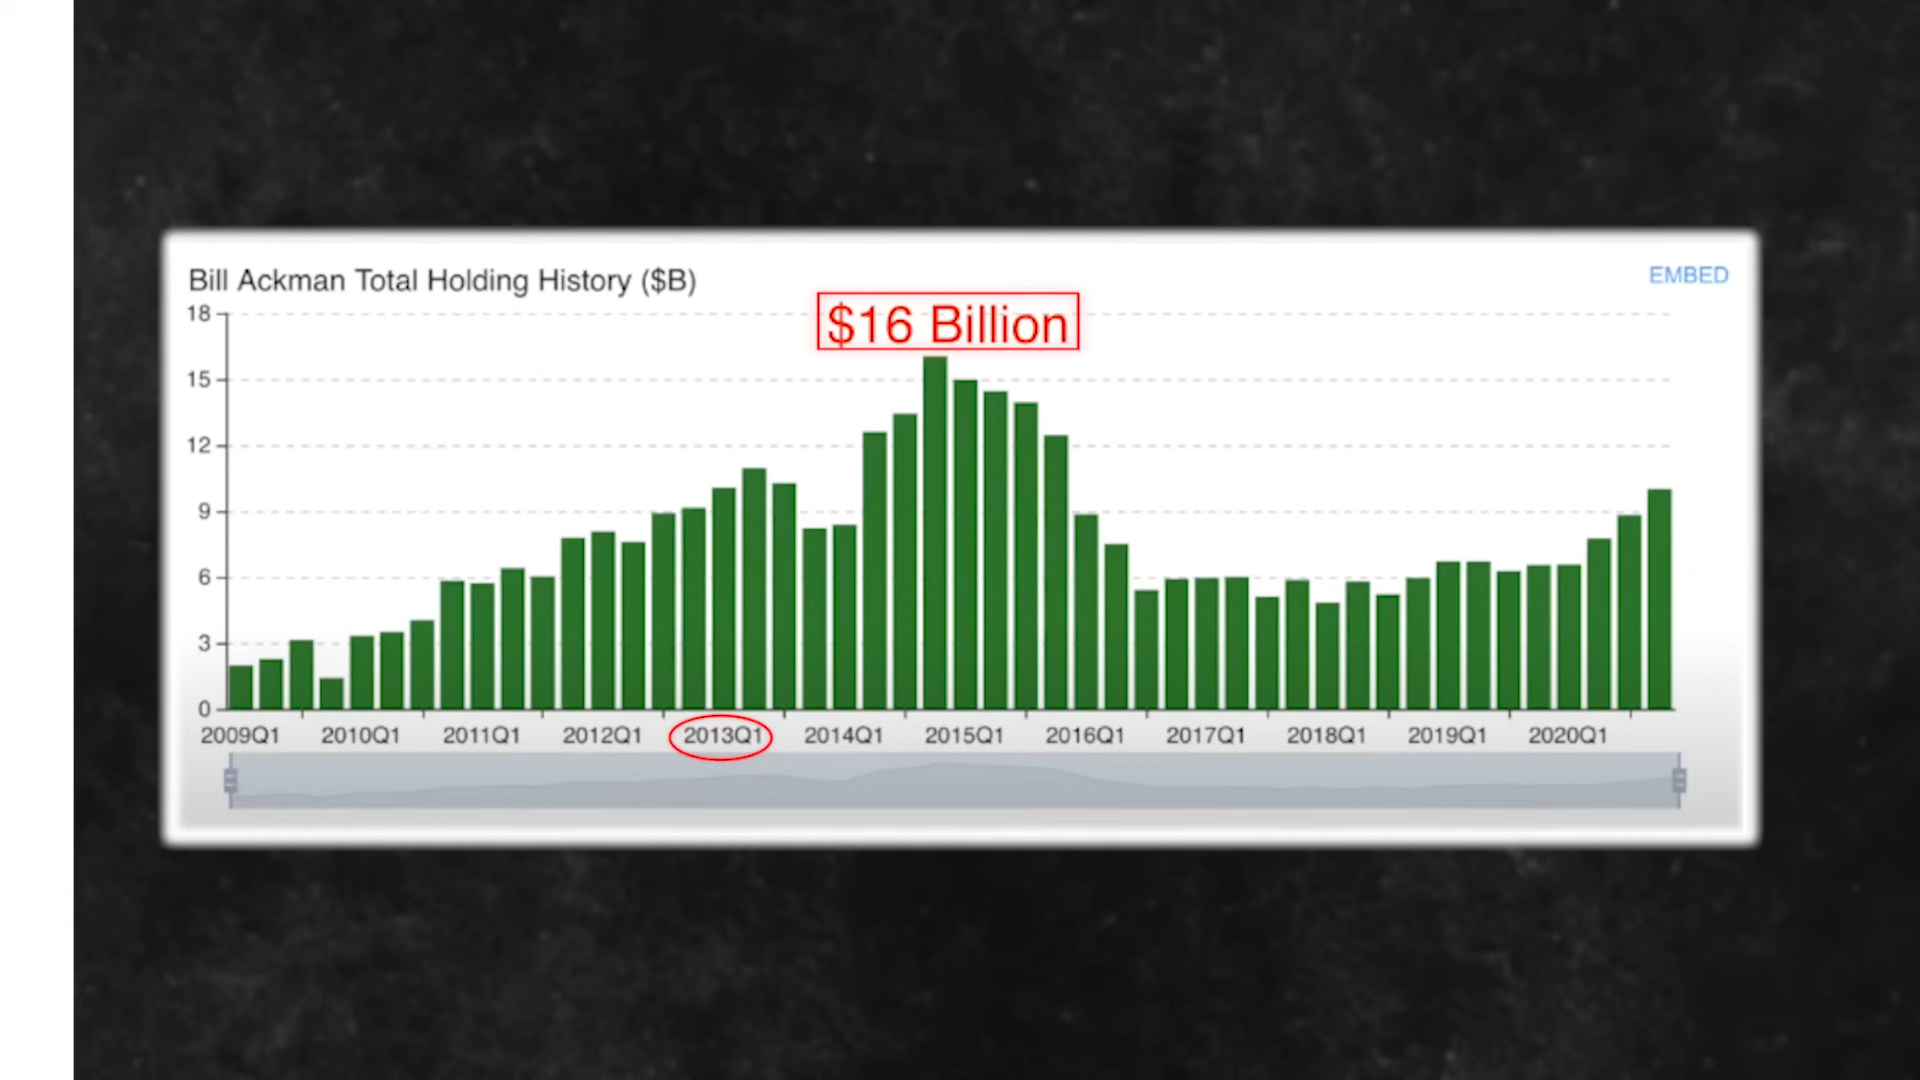 Bill Ackman Total Holding History ($B)
EMBED
$16 Billion
18
15
12
9
6
3
0
2009Q1 2010Q1 2011Q1 2012Q1 2013Q1 2014Q1 2015Q1 2016Q1 2017Q1 2018Q1 2019Q1 2020Q1